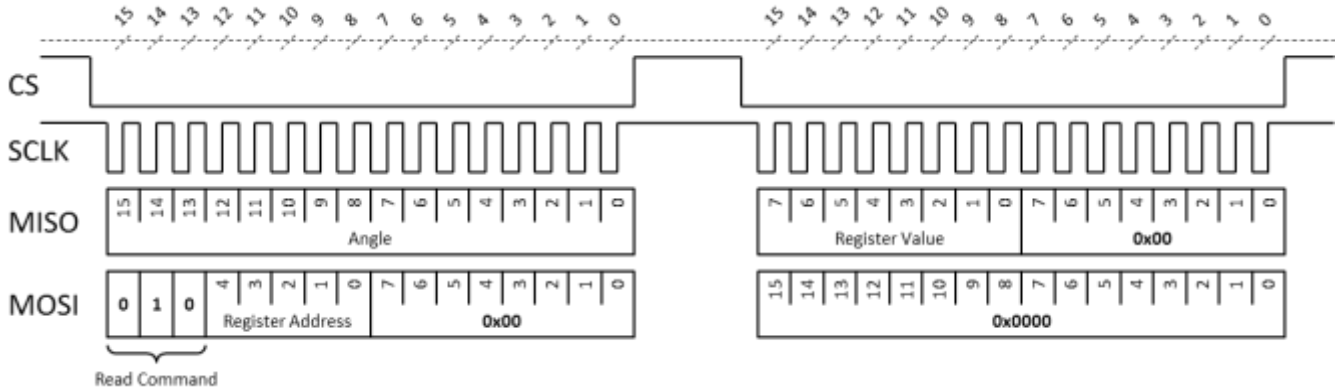 15 14 13 12 11 10 9 8 7 6 5 4 3 2 1 0 15 14 13 12 11 10 9 8 7 6 5 4 3 2 1 0
CS
SCLK
MISO 15 14 13 12 11 10 9 8 7 6 5 4 3 2 1 0 7 6 5 4 3 2 1 0 7 6 5 4 3 2 1 0
Angle Register Value 0x00
MOSI 0 1 0 4 3 2 1 0 7 6 5 4 3 2 1 0 15 14 13 12 11 10 9 8 7 6 5 4 3 2 1 0
Register Address 0x00 0x0000
Read Command